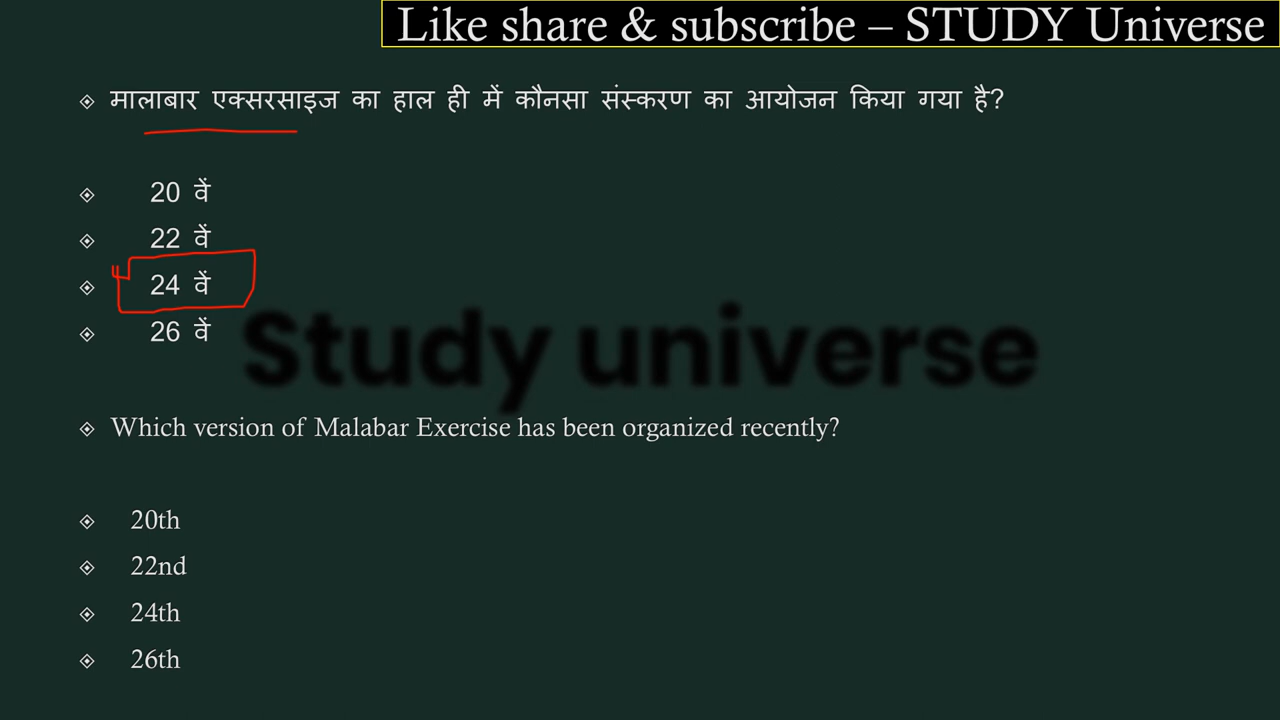 Like share & subscribe – STUDY Universe
मालाबार एक्सरसाइज का हाल ही में कौनसा संस्करण का आयोजन किया गया है?
20 वें
22 वें
24 वें
26 वें
Study universe
Which version of Malabar Exercise has been organized recently?
20th
22nd
24th
26th